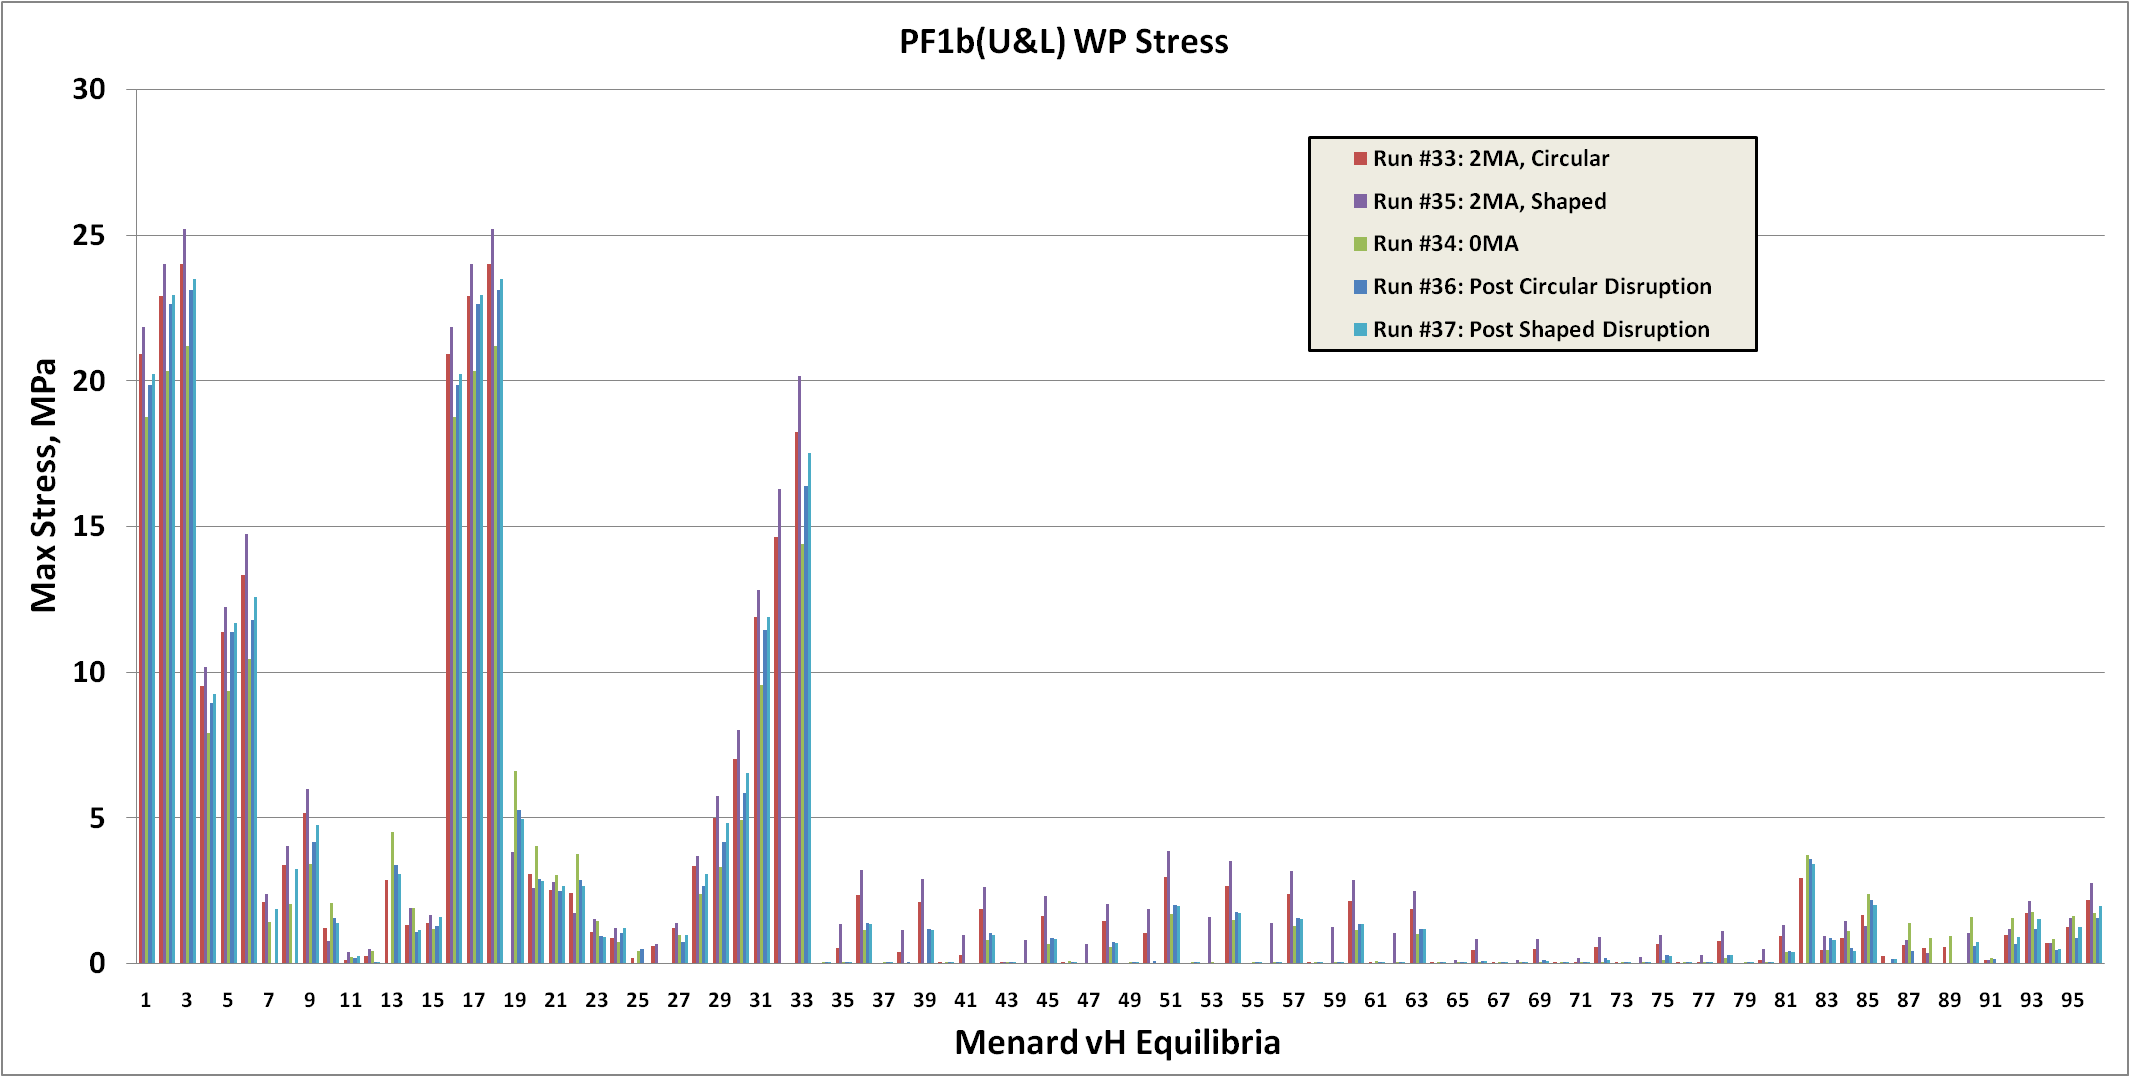 PF1b(U&L) WP Stress
30
25
20
15
10
5
0
Max Stress, MPa
Run #33: 2MA, Circular
Run #35: 2MA, Shaped
Run #34: 0MA
Run #36: Post Circular Disruption
Run #37: Post Shaped Disruption
1 3 5 7 9 11 13 15 17 19 21 23 25 27 29 31 33 35 37 39 41 43 45 47 49 51 53 55 57 59 61 63 65 67 69 71 73 75 77 79 81 83 85 87 89 91 93 95
Menard vH Equilibria